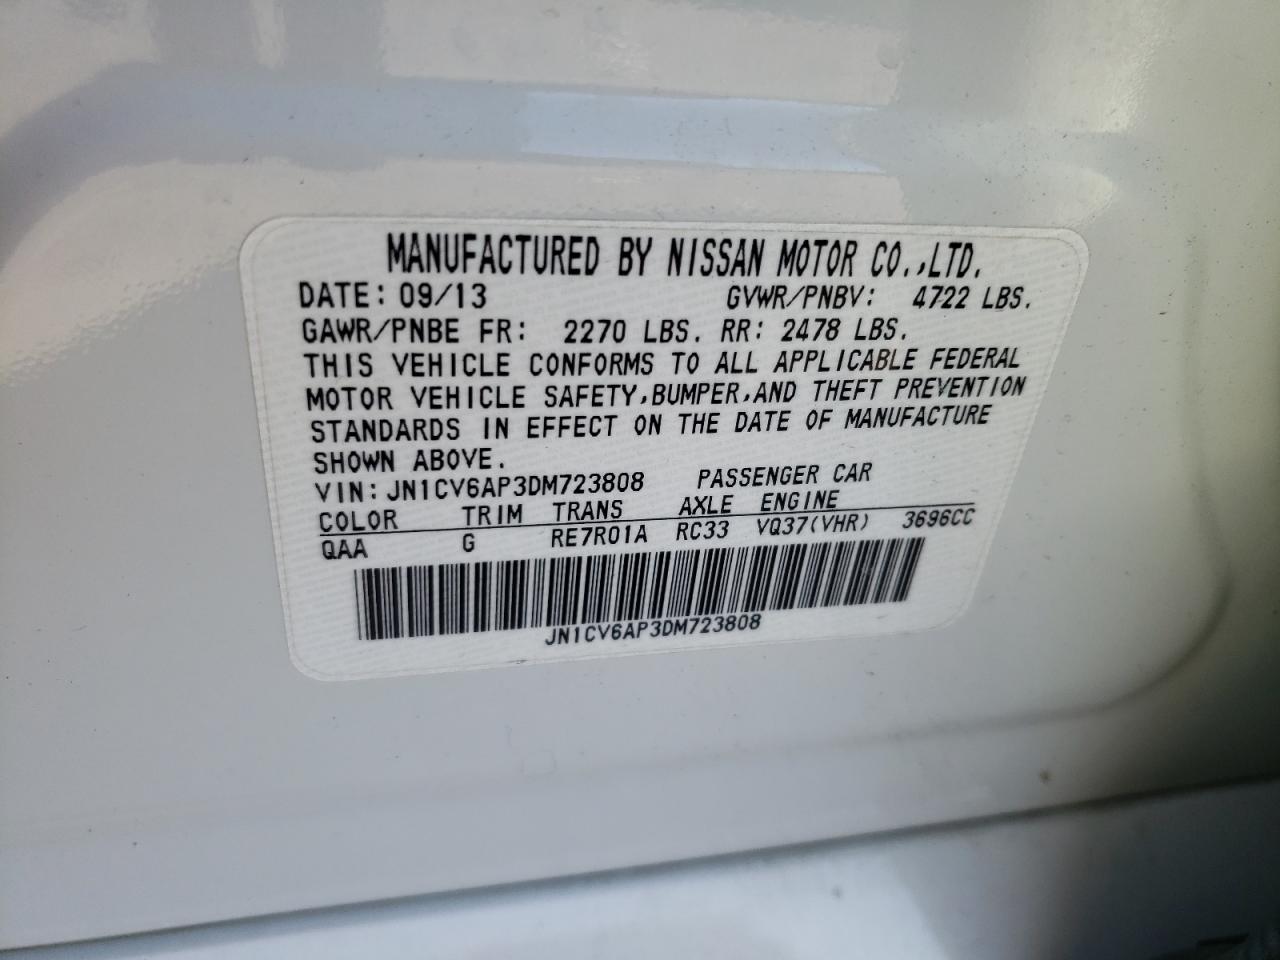 MANUFACTURED BY NISSAN MOTOR CO.,LTD.
DATE: 09/13 GVWR/PNBV: 4722 LBS.
GAWR/PNBE FR: 2270 LBS. RR: 2478 LBS.
THIS VEHICLE CONFORMS TO ALL APPLICABLE FEDERAL
MOTOR VEHICLE SAFETY,BUMPER,AND THEFT PREVENTION
STANDARDS IN EFFECT ON THE DATE OF MANUFACTURE
SHOWN ABOVE.
VIN: JN1CV6AP3DM723808 PASSENGER CAR
COLOR TRIM TRANS AXLE ENGINE
QAA G RE7R01A RC33 VQ37(VHR) 3696CC
JN1CV6AP3DM723808